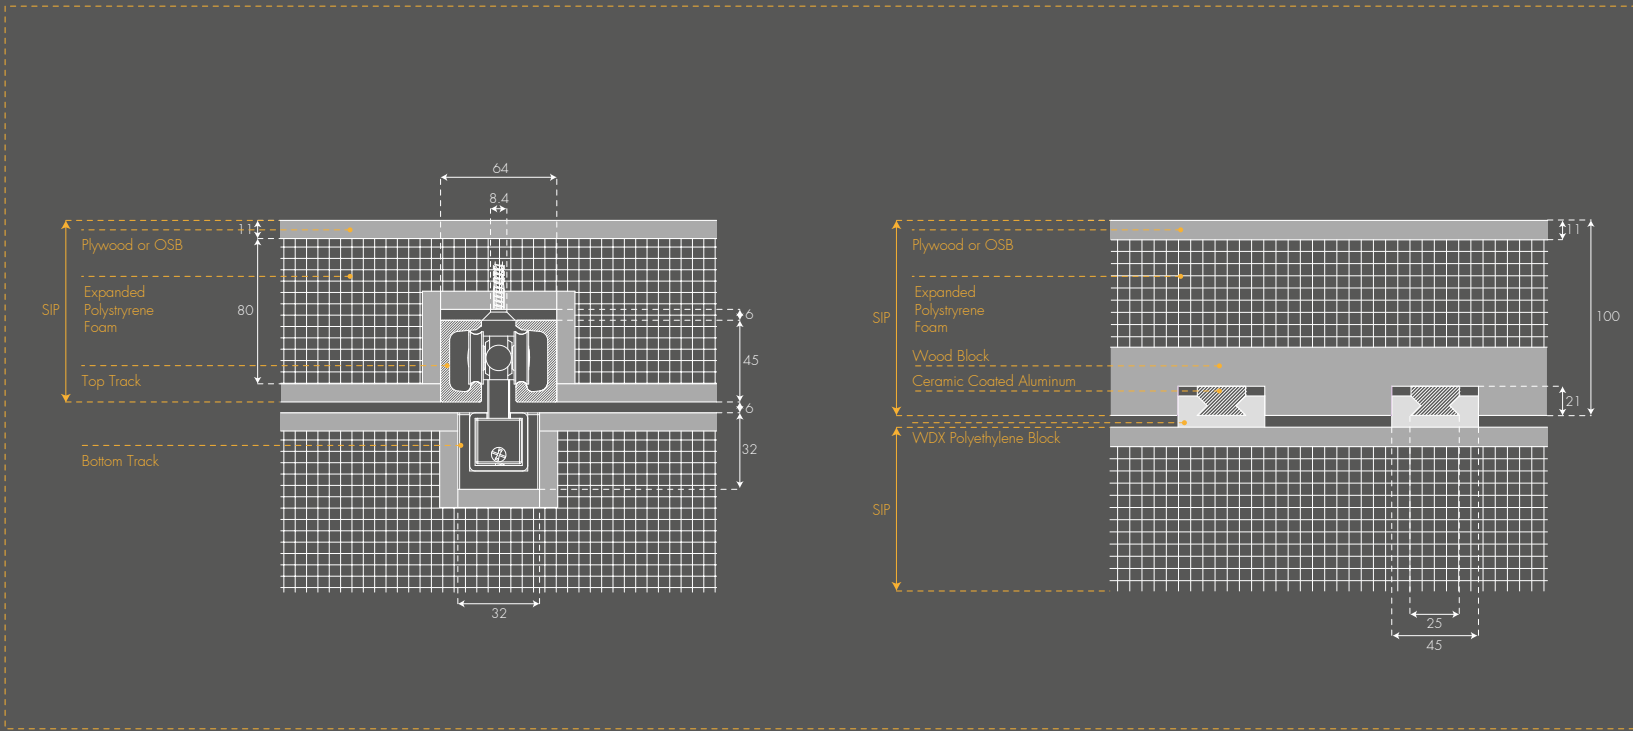 64
8.4
11
Plywood or OSB
Expanded
Polystryrene
Foam
SIP
80
Top Track
Bottom Track
6
45
6
32
32
Plywood or OSB
Expanded
Polystryrene
Foam
SIP
Wood Block
Ceramic Coated Aluminum
WDX Polyethylene Block
SIP
11
100
21
25
45